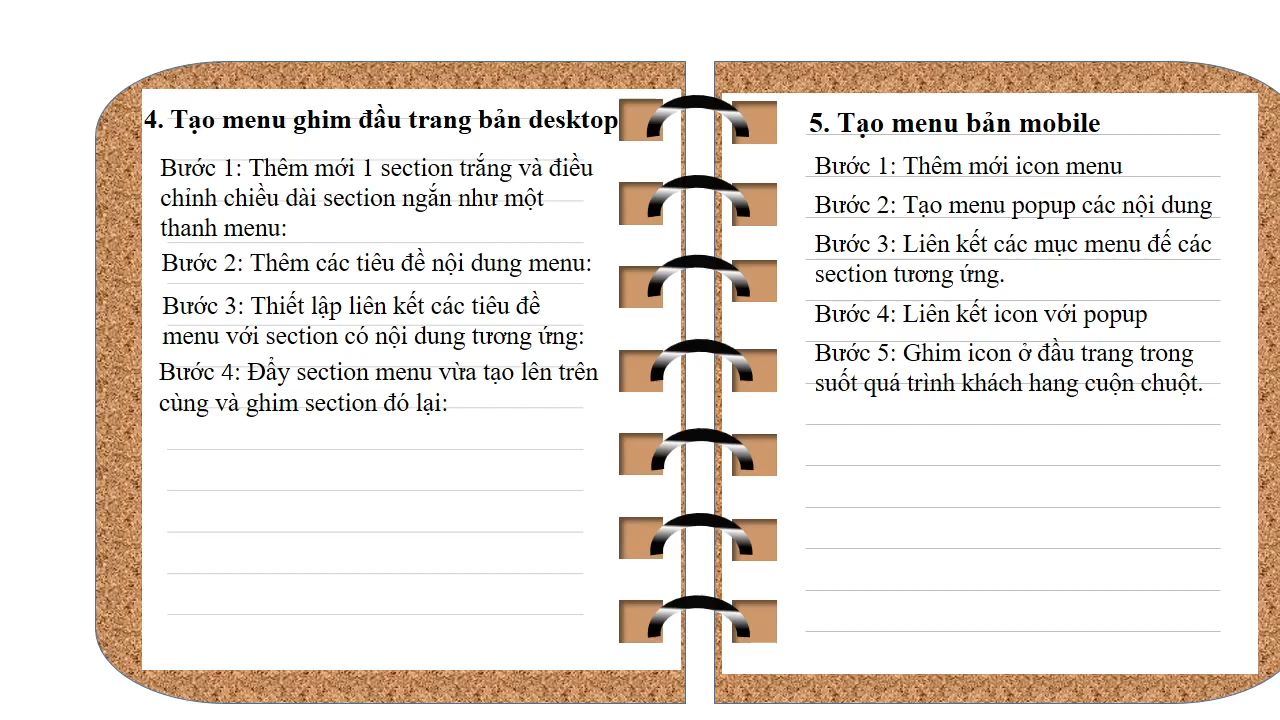 4. Tạo menu ghim đầu trang bản desktop
Bước 1: Thêm mới 1 section trắng và điều
chỉnh chiều dài section ngắn như một
thanh menu:
Bước 2: Thêm các tiêu đề nội dung menu:
Bước 3: Thiết lập liên kết các tiêu đề
menu với section có nội dung tương ứng:
Bước 4: Đẩy section menu vừa tạo lên trên
cùng và ghim section đó lại:
5. Tạo menu bản mobile
Bước 1: Thêm mới icon menu
Bước 2: Tạo menu popup các nội dung
Bước 3: Liên kết các mục menu đế các
section tương ứng.
Bước 4: Liên kết icon với popup
Bước 5: Ghim icon ở đầu trang trong
suốt quá trình khách hang cuộn chuột.